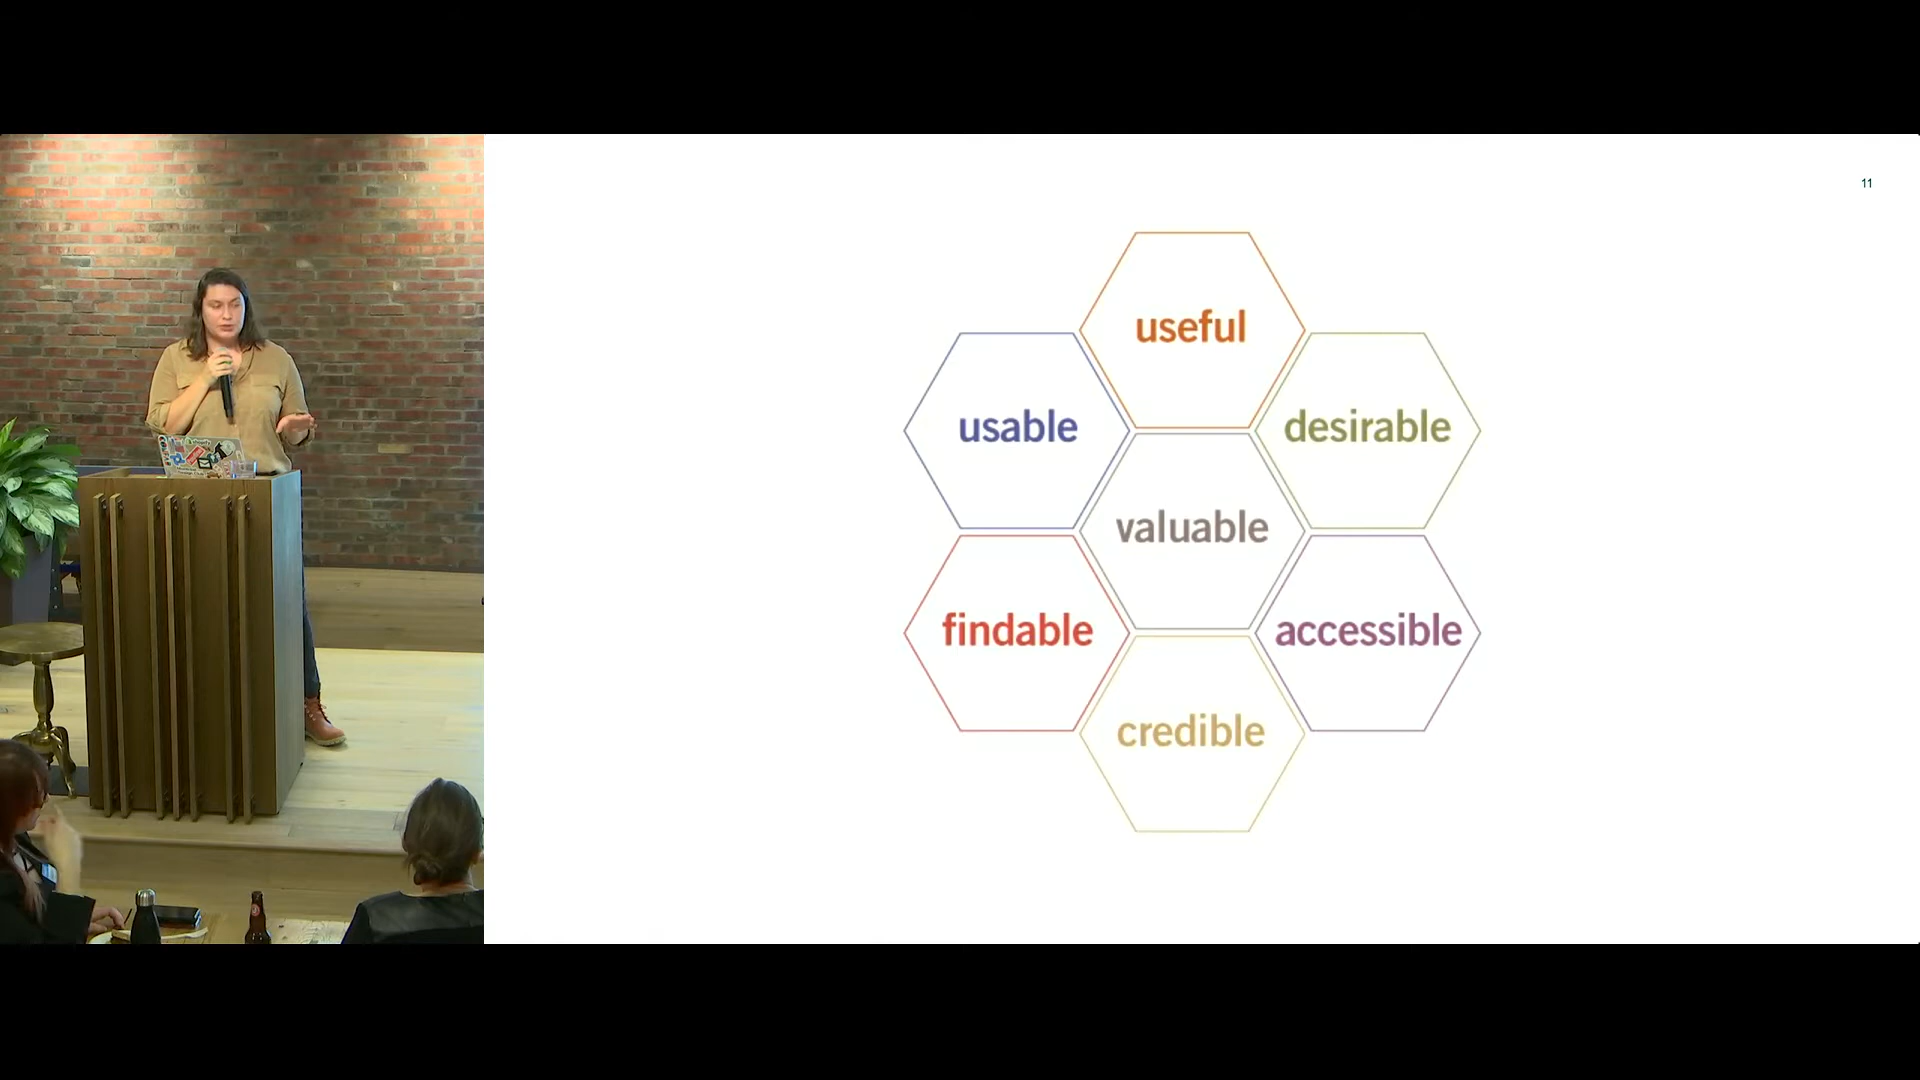 11
useful
usable
desirable
valuable
findable
accessible
credible